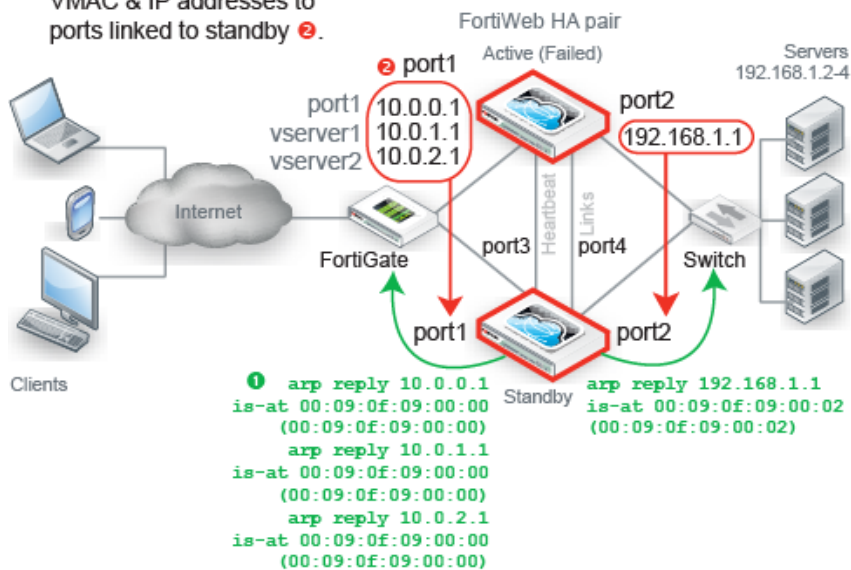 VMAC & IP addresses to
ports linked to standby ❷.
FortiWeb HA pair
Active (Failed)
Servers
192.168.1.2-4
❷ port1
port1 10.0.0.1
vserver1 10.0.1.1
vserver2 10.0.2.1
port2
192.168.1.1
Internet
Heartbeat
Links
FortiGate
port3
port4
Switch
port1
port2
Clients
Standby
❶ arp reply 10.0.0.1
is-at 00:09:0f:09:00:00
(00:09:0f:09:00:00)
arp reply 10.0.1.1
is-at 00:09:0f:09:00:00
(00:09:0f:09:00:00)
arp reply 10.0.2.1
is-at 00:09:0f:09:00:00
(00:09:0f:09:00:00)
arp reply 192.168.1.1
is-at 00:09:0f:09:00:02
(00:09:0f:09:00:02)